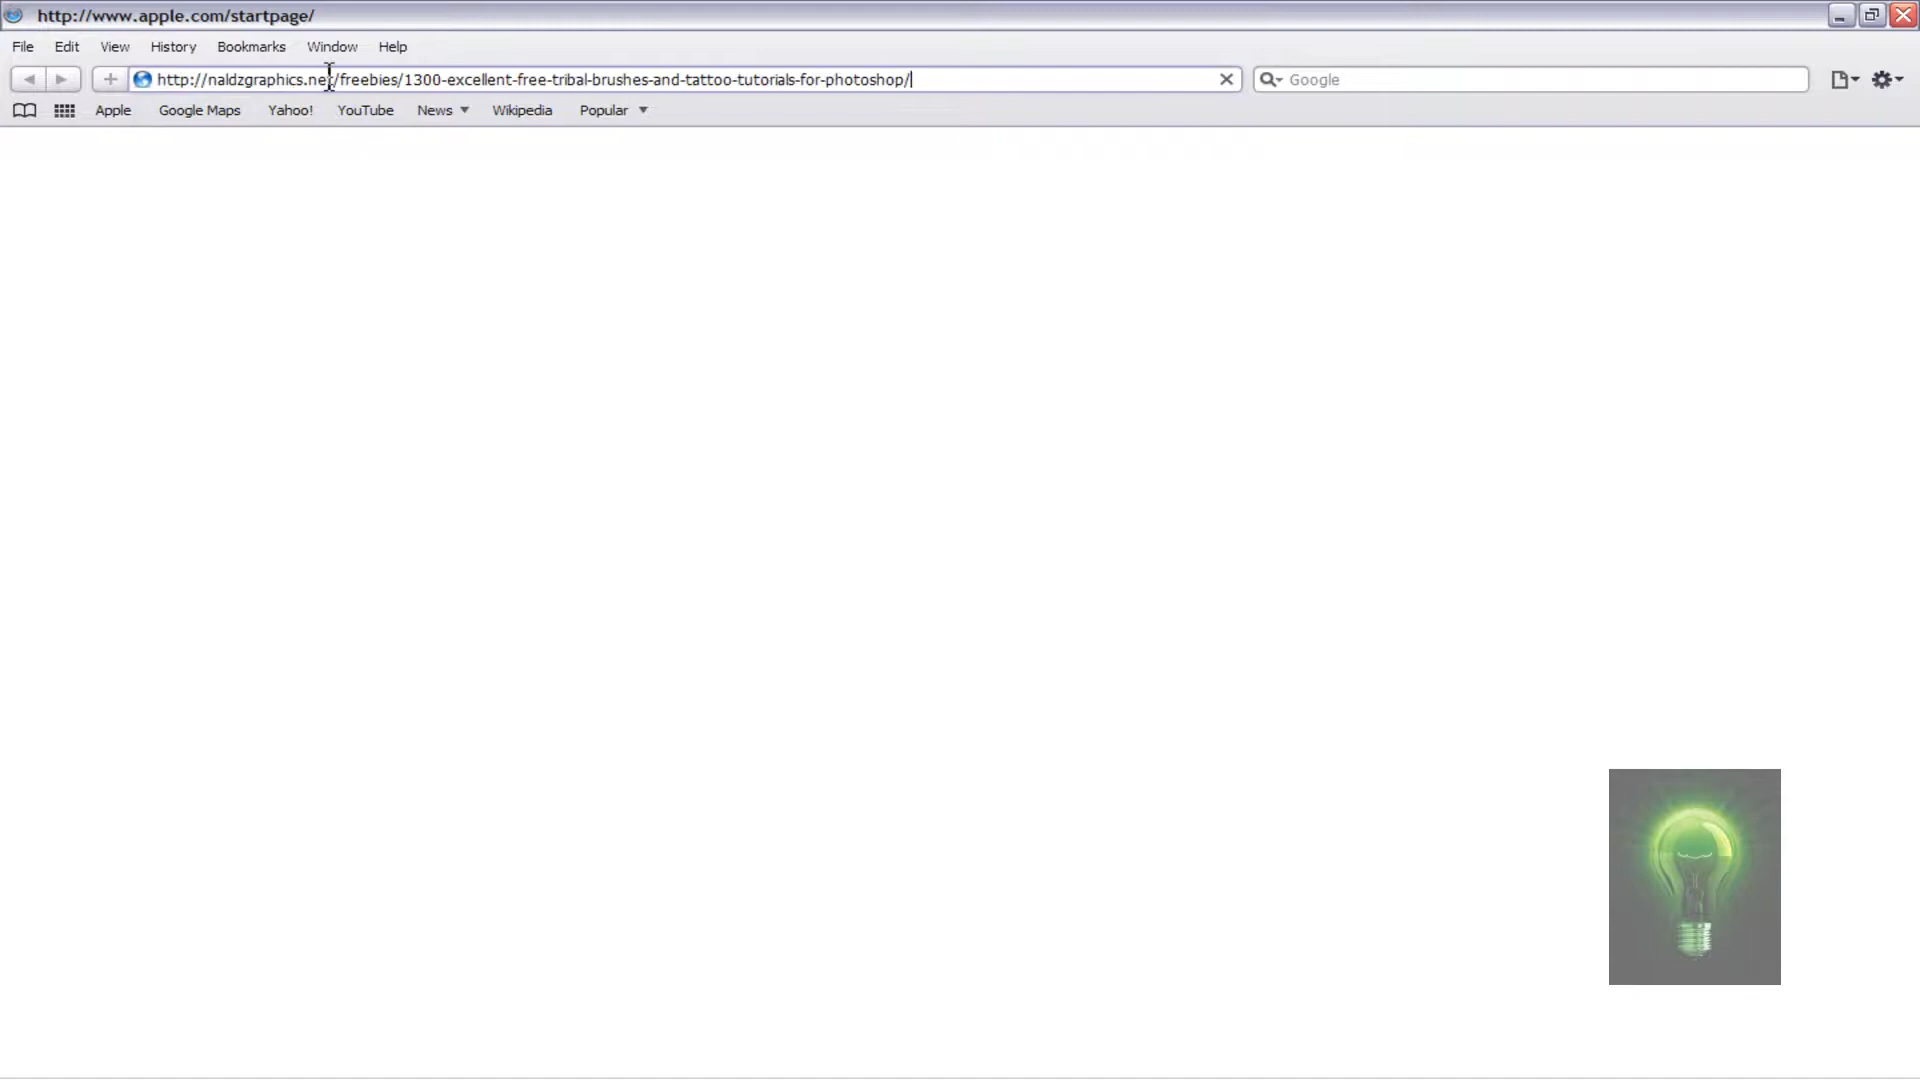 http://www.apple.com/startpage/
File Edit View History Bookmarks Window Help
http://naldzgraphics.net/freebies/1300-excellent-free-tribal-brushes-and-tattoo-tutorials-for-photoshop/ Google
Apple Google Maps Yahoo! YouTube News Wikipedia Popular